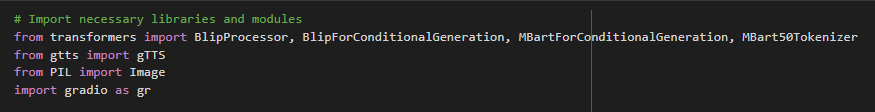 # Import necessary libraries and modules
from transformers import BlipProcessor, BlipForConditionalGeneration, MBartForConditionalGeneration, MBart50Tokenizer
from gtts import gTTS
from PIL import Image
import gradio as gr